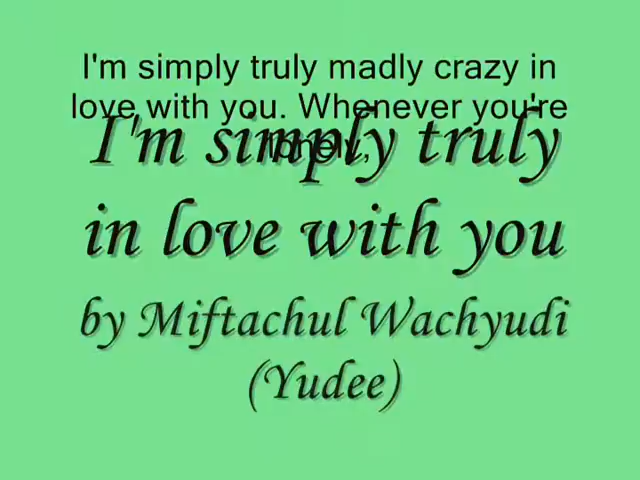 I'm simply truly madly crazy in
love with you. Whenever you're
lonely,
I'm simply truly
in love with you
by Miftachul Wachyudi
(Yudee)